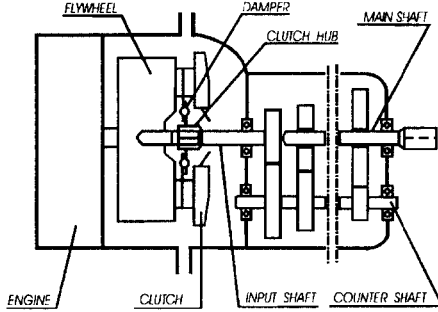 FLYWHEEL
DAMPER
MAIN SHAFT
CLUTCH HUB
ENGINE
CLUTCH
INPUT SHAFT
COUNTER SHAFT